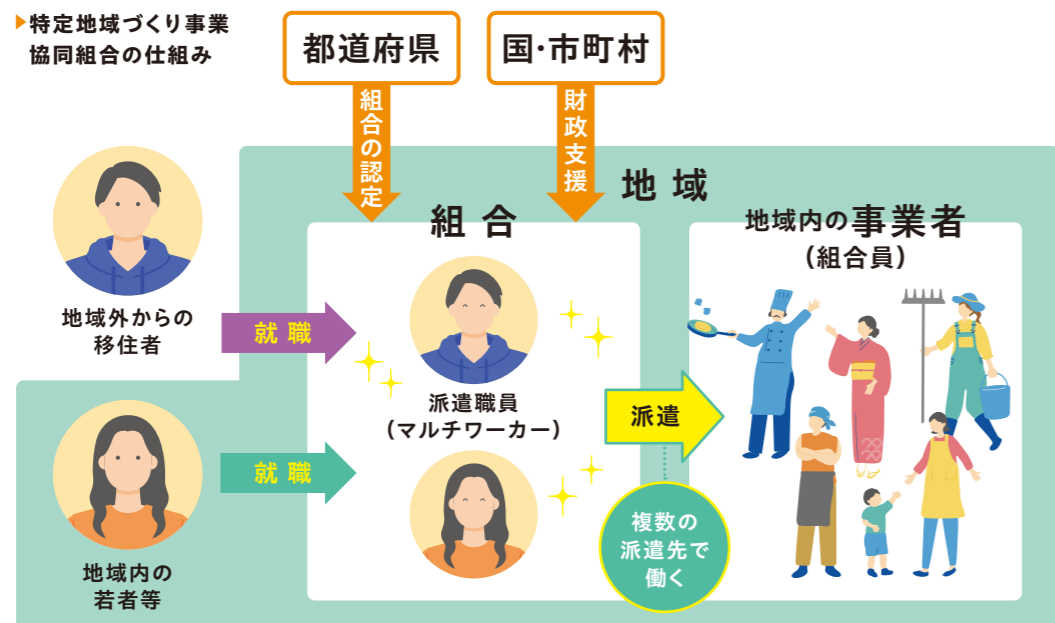 特定地域づくり事業
協同組合の仕組み
都道府県
国・市町村
組合の認定
財政支援
地域
組合
地域内の事業者
（組合員）
地域外からの
移住者
就職
派遣職員
（マルチワーカー）
派遣
就職
複数の
派遣先で
働く
地域内の
若者等